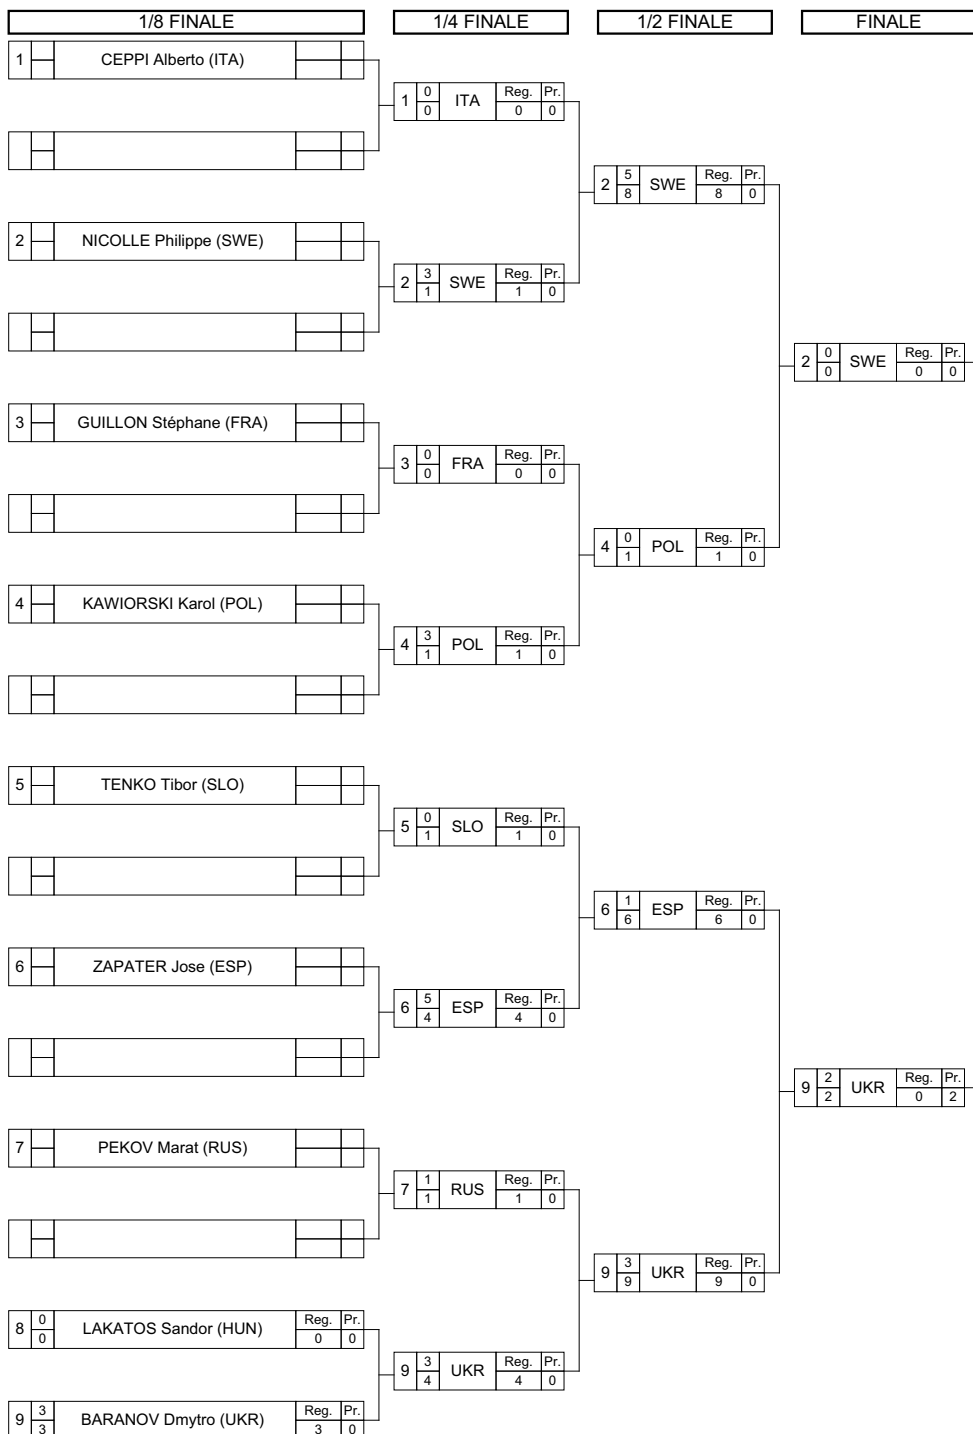 1/8 FINALE 1/4 FINALE 1/2 FINALE FINALE
1 CEPPI Alberto (ITA)
1 0 0 ITA Reg. Pr. 0 0
2 5 8 SWE Reg. Pr. 8 0
2 NICOLLE Philippe (SWE)
2 3 1 SWE Reg. Pr. 1 0
2 0 0 SWE Reg. Pr. 0 0
3 GUILLON Stéphane (FRA)
3 0 0 FRA Reg. Pr. 0 0
4 0 1 POL Reg. Pr. 1 0
4 KAWIORSKI Karol (POL)
4 3 1 POL Reg. Pr. 1 0
5 TENKO Tibor (SLO)
5 0 1 SLO Reg. Pr. 1 0
6 1 6 ESP Reg. Pr. 6 0
6 ZAPATER Jose (ESP)
6 5 4 ESP Reg. Pr. 4 0
9 2 2 UKR Reg. Pr. 0 2
7 PEKOV Marat (RUS)
7 1 1 RUS Reg. Pr. 1 0
9 3 9 UKR Reg. Pr. 9 0
8 0 0 LAKATOS Sandor (HUN) Reg. Pr. 0 0
9 3 4 UKR Reg. Pr. 4 0
9 3 3 BARANOV Dmytro (UKR) Reg. Pr. 3 0